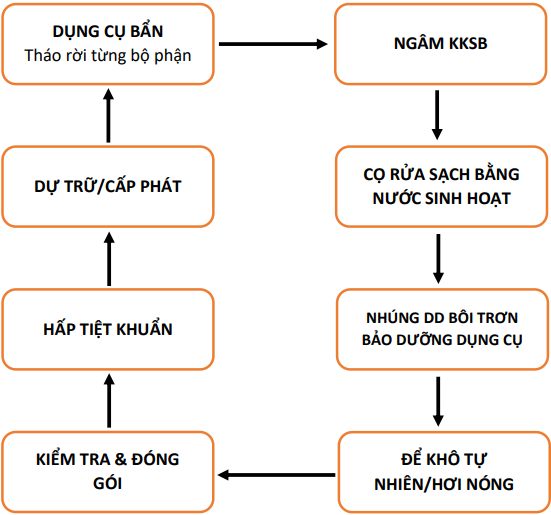 DỤNG CỤ BẨN
Tháo rời từng bộ phận
NGÂM KKSB
CỌ RỬA SẠCH BẰNG
NƯỚC SINH HOẠT
NHÚNG DD BÔI TRƠN
BẢO DƯỠNG DỤNG CỤ
ĐỂ KHÔ TỰ
NHIÊN/HƠI NÓNG
KIỂM TRA & ĐÓNG
GÓI
HẤP TIỆT KHUẨN
DỰ TRỮ/CẤP PHÁT